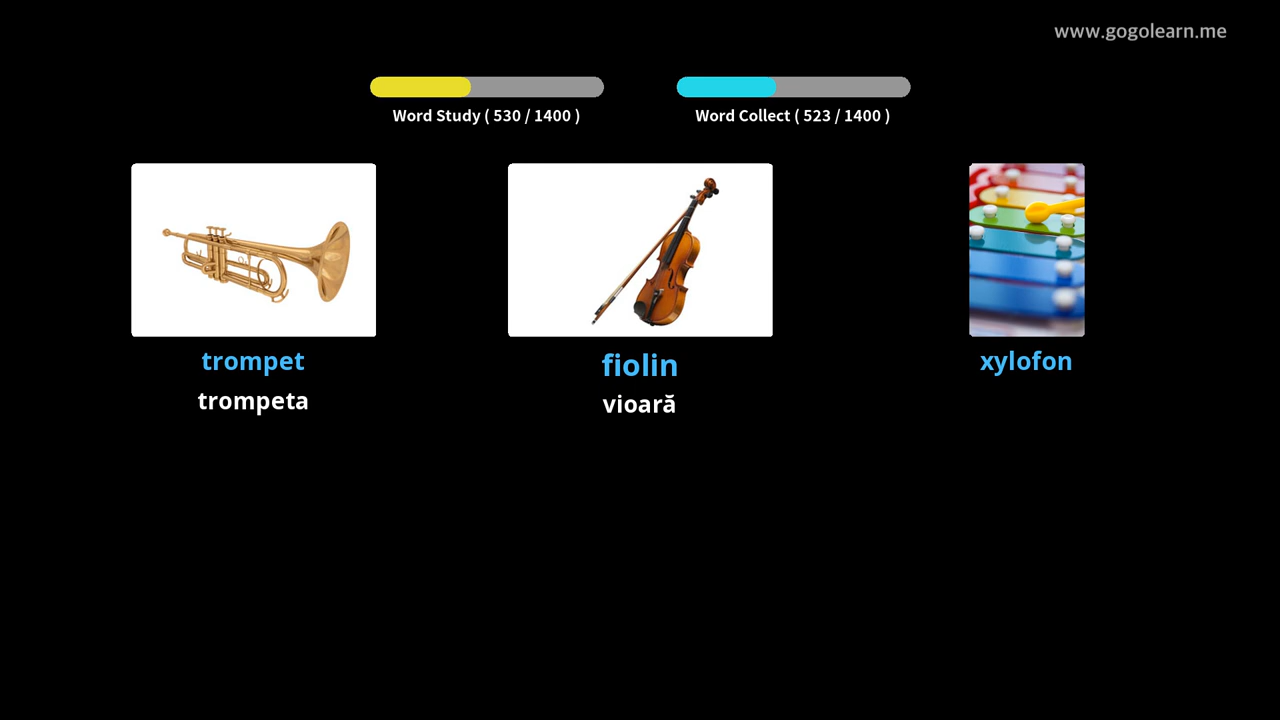 www.gogolearn.me
Word Study ( 530 / 1400 )
Word Collect ( 523 / 1400 )
trompet
fiolin
xylofon
trompeta
vioară